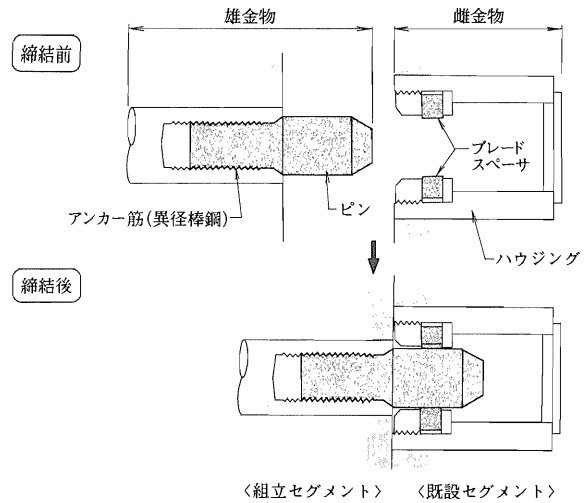 雄金物
雌金物
締結前
ブレード
スペーサ
アンカー筋(異径棒鋼)
ピン
ハウジング
締結後
〈組立セグメント〉
〈既設セグメント〉